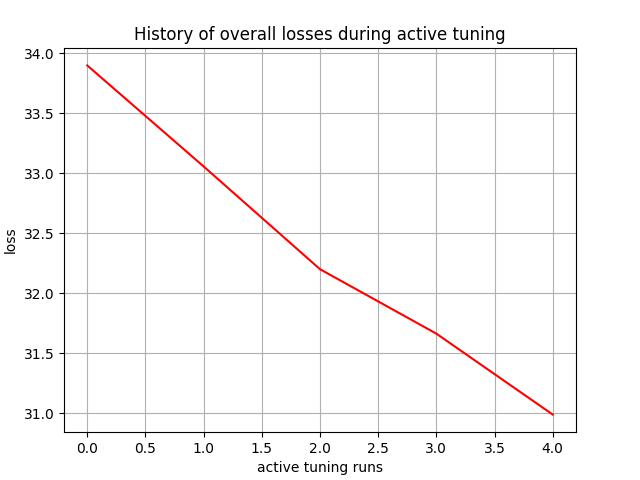 History of overall losses during active tuning
34.0
33.5
33.0
32.5
32.0
31.5
31.0
loss
0.0 0.5 1.0 1.5 2.0 2.5 3.0 3.5 4.0
active tuning runs